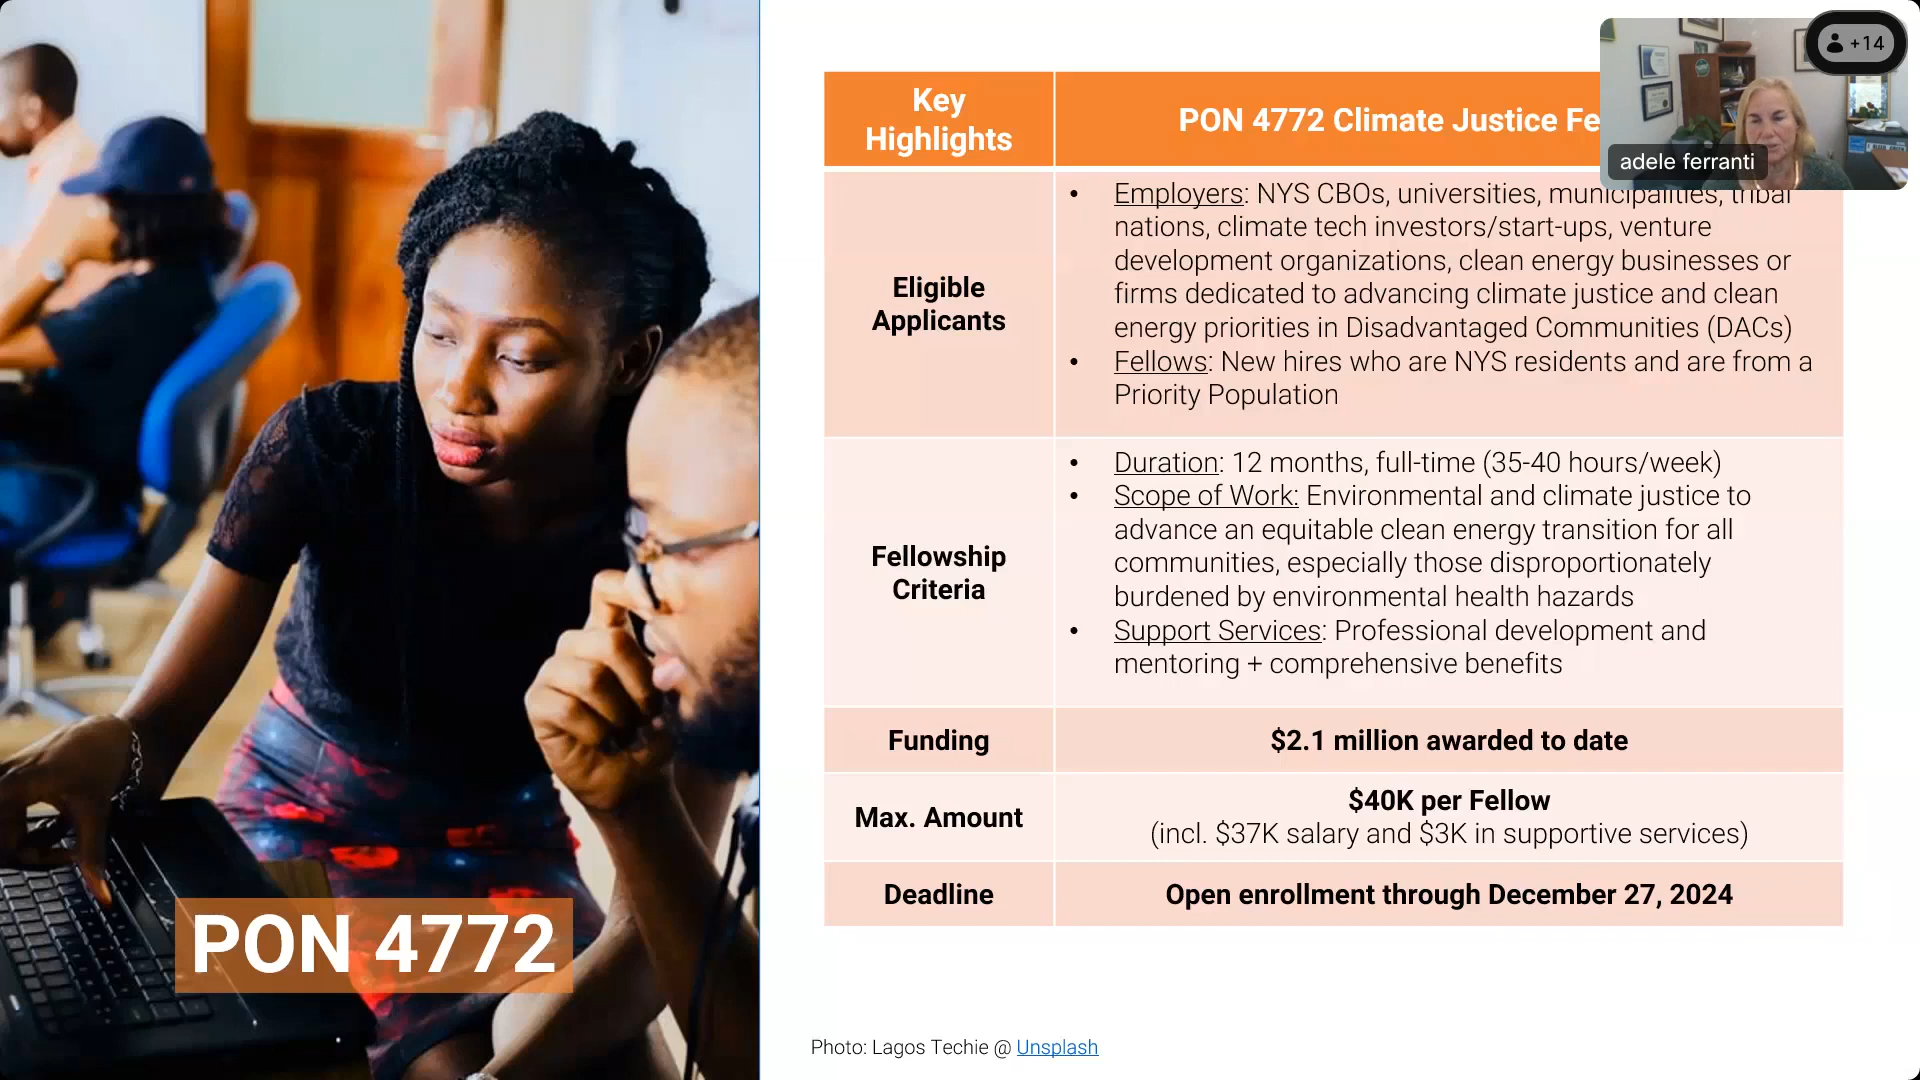 +14
adele ferranti
Key
Highlights
PON 4772 Climate Justice Fe
Eligible
Applicants
• Employers: NYS CBOs, universities, municipalities, tribal
nations, climate tech investors/start-ups, venture
development organizations, clean energy businesses or
firms dedicated to advancing climate justice and clean
energy priorities in Disadvantaged Communities (DACs)
• Fellows: New hires who are NYS residents and are from a
Priority Population
Fellowship
Criteria
• Duration: 12 months, full-time (35-40 hours/week)
• Scope of Work: Environmental and climate justice to
advance an equitable clean energy transition for all
communities, especially those disproportionately
burdened by environmental health hazards
• Support Services: Professional development and
mentoring + comprehensive benefits
Funding
$2.1 million awarded to date
Max. Amount
$40K per Fellow
(incl. $37K salary and $3K in supportive services)
Deadline
Open enrollment through December 27, 2024
PON 4772
Photo: Lagos Techie @ Unsplash